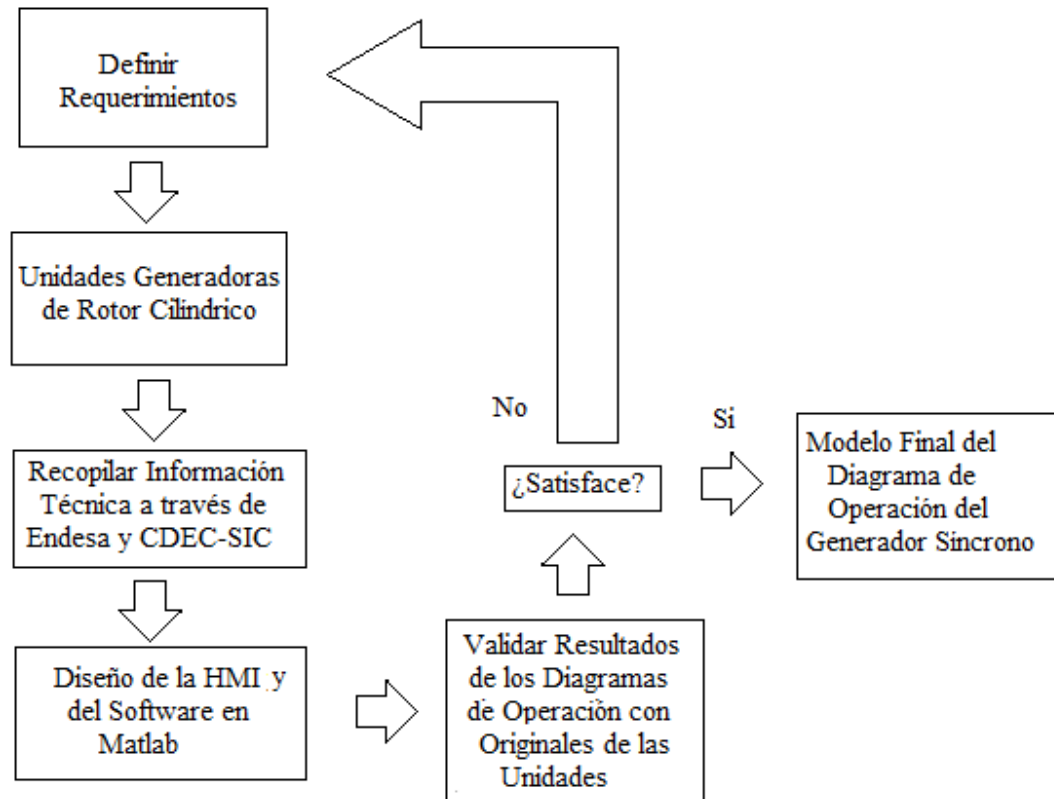 Definir
Requerimientos
Unidades Generadoras
de Rotor Cilíndrico
Recopilar Información
Técnica a través de
Endesa y CDEC-SIC
Diseño de la HMI y
del Software en
Matlab
Validar Resultados
de los Diagramas
de Operación con
Originales de las
Unidades
¿Satisface?
No
Si
Modelo Final del
Diagrama de
Operación del
Generador Síncrono